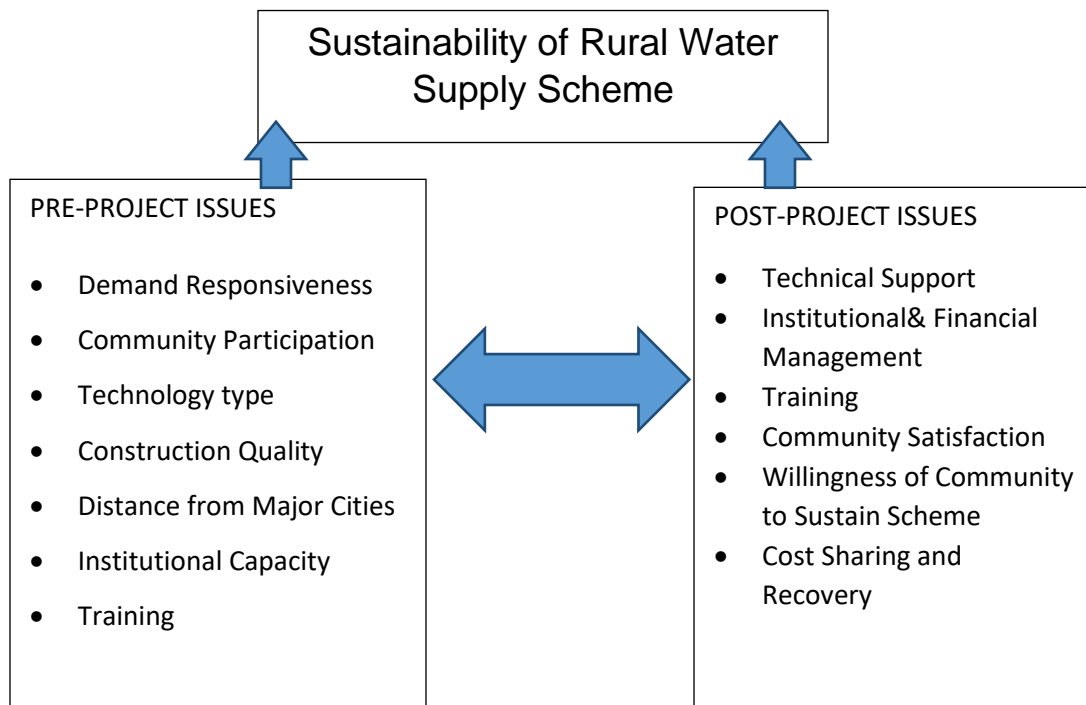 Sustainability of Rural Water
Supply Scheme
PRE-PROJECT ISSUES
• Demand Responsiveness
• Community Participation
• Technology type
• Construction Quality
• Distance from Major Cities
• Institutional Capacity
• Training
POST-PROJECT ISSUES
• Technical Support
• Institutional& Financial
Management
• Training
• Community Satisfaction
• Willingness of Community
to Sustain Scheme
• Cost Sharing and
Recovery